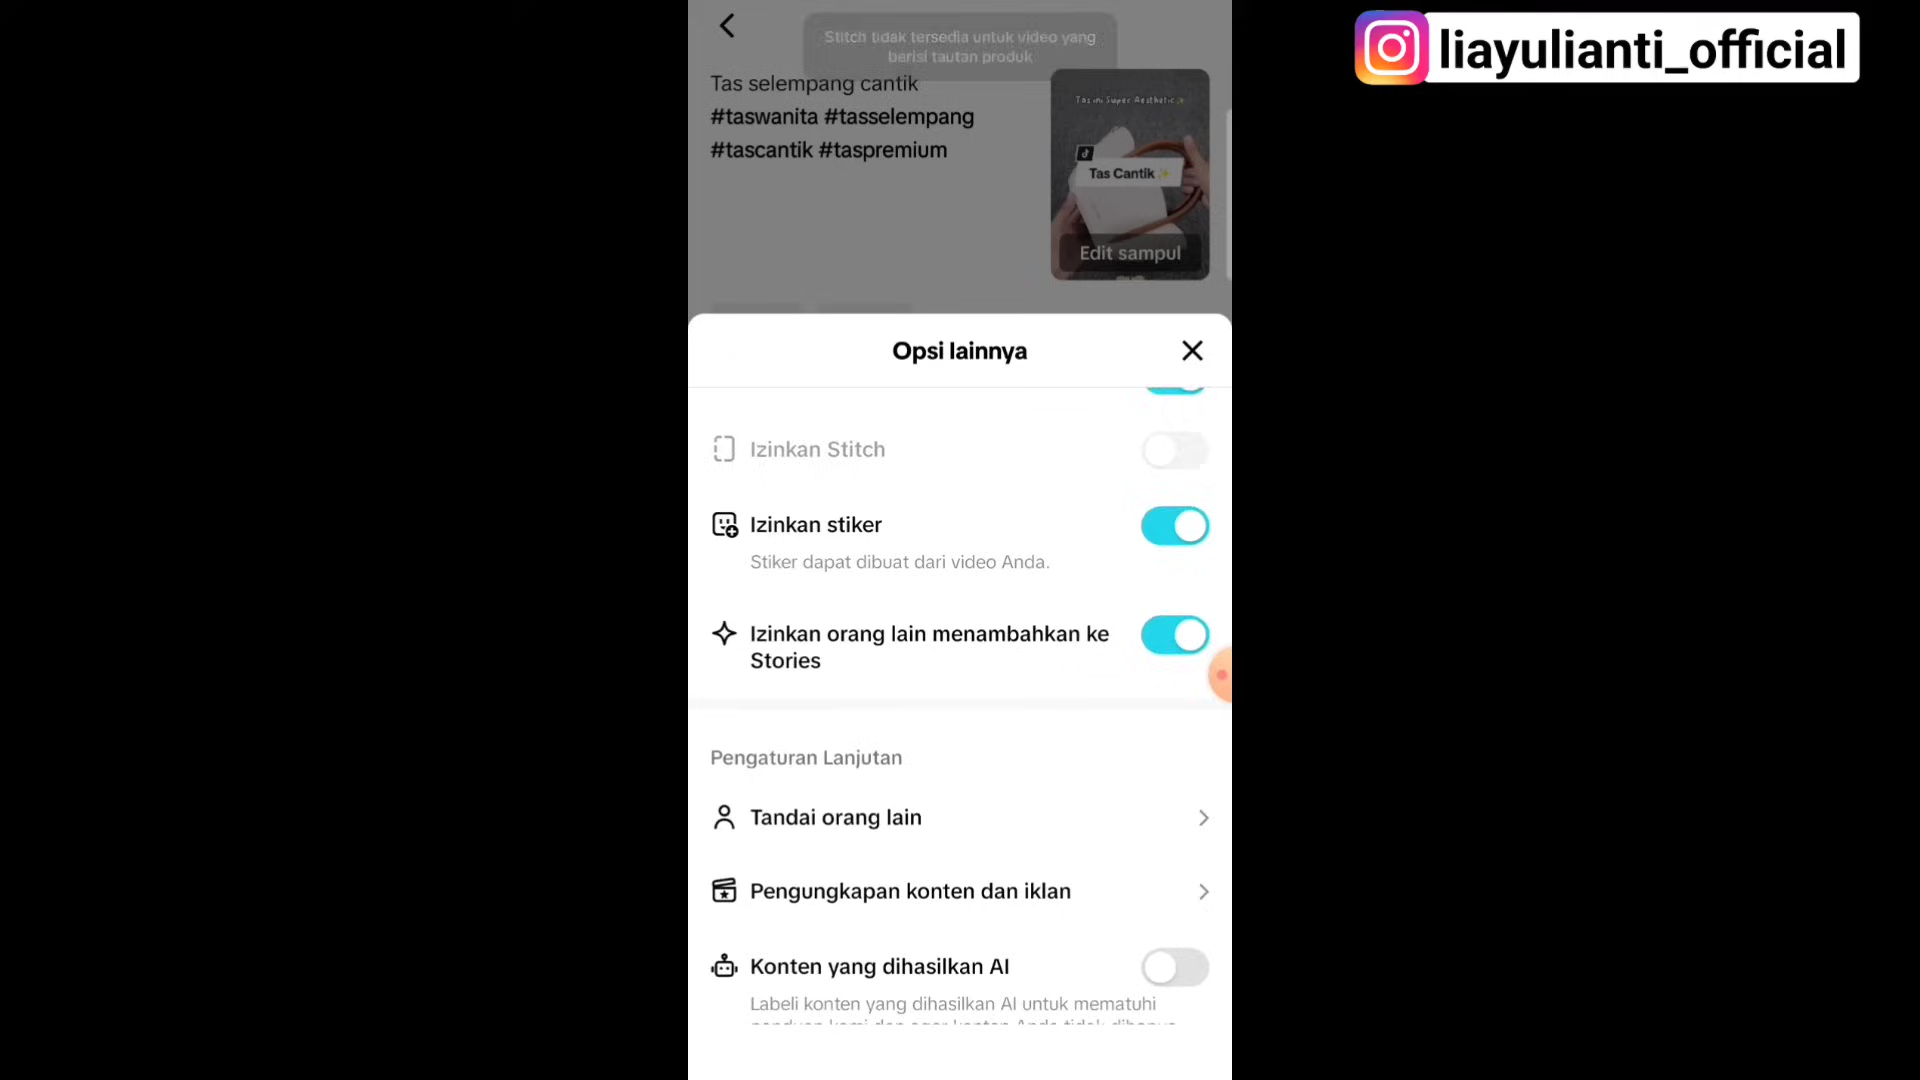 liayulianti_official
Stitch tidak tersedia untuk video yang
berisi tautan produk
Tas selempang cantik
#taswanita #tasselempang
#tascantik #taspremium
Tas ini Super Aesthetic✨
Tas Cantik✨
Edit sampul
Opsi lainnya
Izinkan Stitch
Izinkan stiker
Stiker dapat dibuat dari video Anda.
Izinkan orang lain menambahkan ke
Stories
Pengaturan Lanjutan
Tandai orang lain
Pengungkapan konten dan iklan
Konten yang dihasilkan AI
Labeli konten yang dihasilkan AI untuk mematuhi